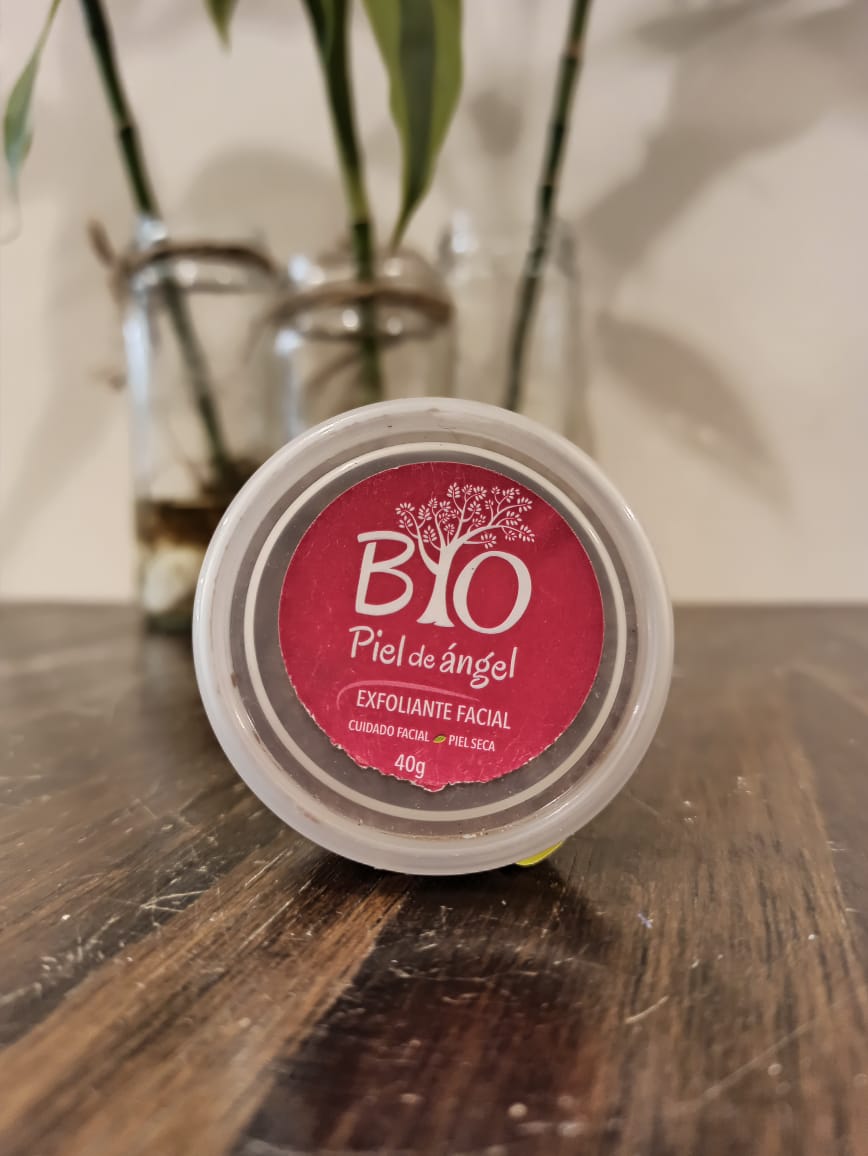 BIO
Piel de ángel
EXFOLIANTE FACIAL
CUIDADO FACIAL PIEL SECA
40g